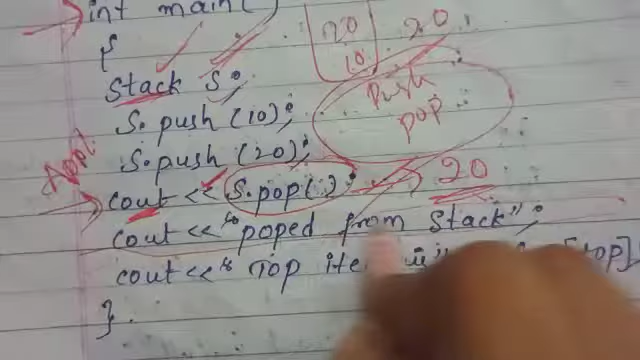 int main(
{
Stack S;
S.push (10);
S.push (20);
cout << S.pop();
cout << "poped from Stack";
cout << " Top
}
20
10
20
push
pop
20